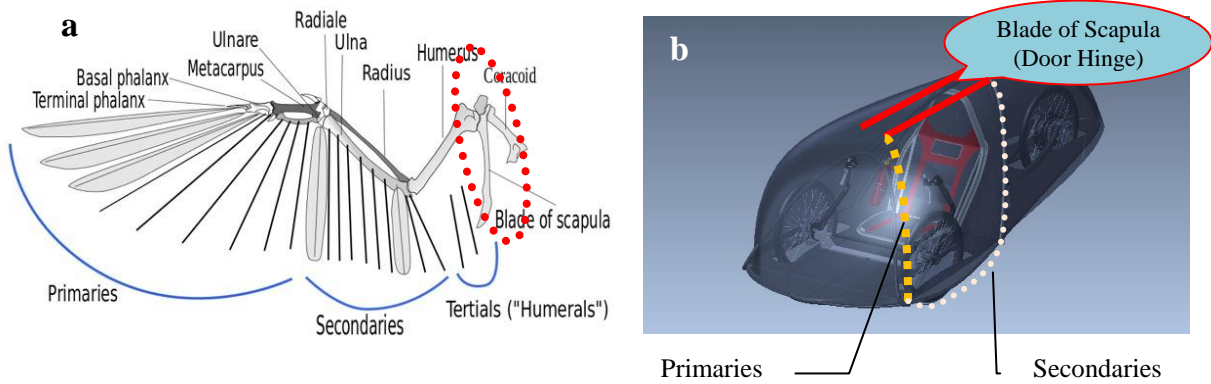 a
Radiale
Ulnare
Ulna
Metacarpus
Radius
Humerus
Coracoid
Basal phalanx
Terminal phalanx
Blade of scapula
Primaries
Secondaries
Tertials ("Humerals")
b
Blade of Scapula
(Door Hinge)
Primaries
Secondaries